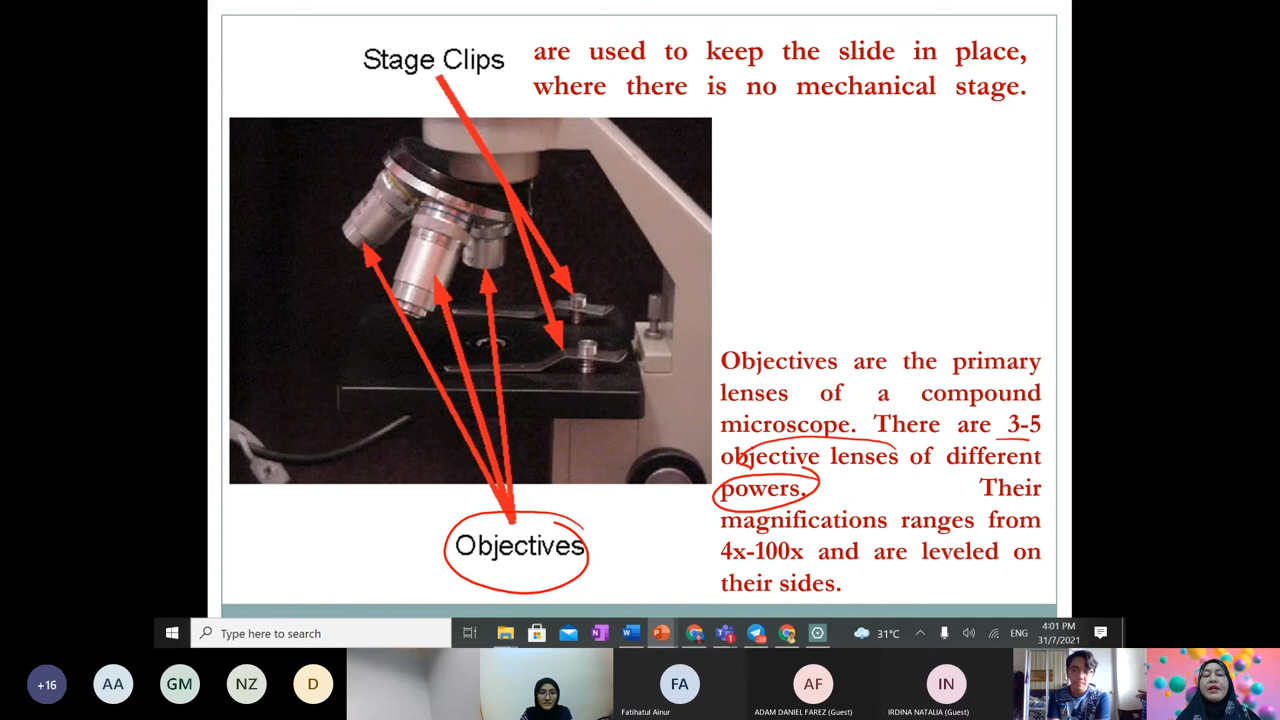 Stage Clips
are used to keep the slide in place,
where there is no mechanical stage.
Objectives are the primary
lenses of a compound
microscope. There are 3-5
objective lenses of different
powers. Their
magnifications ranges from
4x-100x and are leveled on
their sides.
Objectives
Type here to search
31°C
ENG
4:01 PM
31/7/2021
+16
AA
GM
NZ
D
FA
Fatihatul Ainur
AF
ADAM DANIEL FAREZ (Guest)
IN
IRDINA NATALIA (Guest)